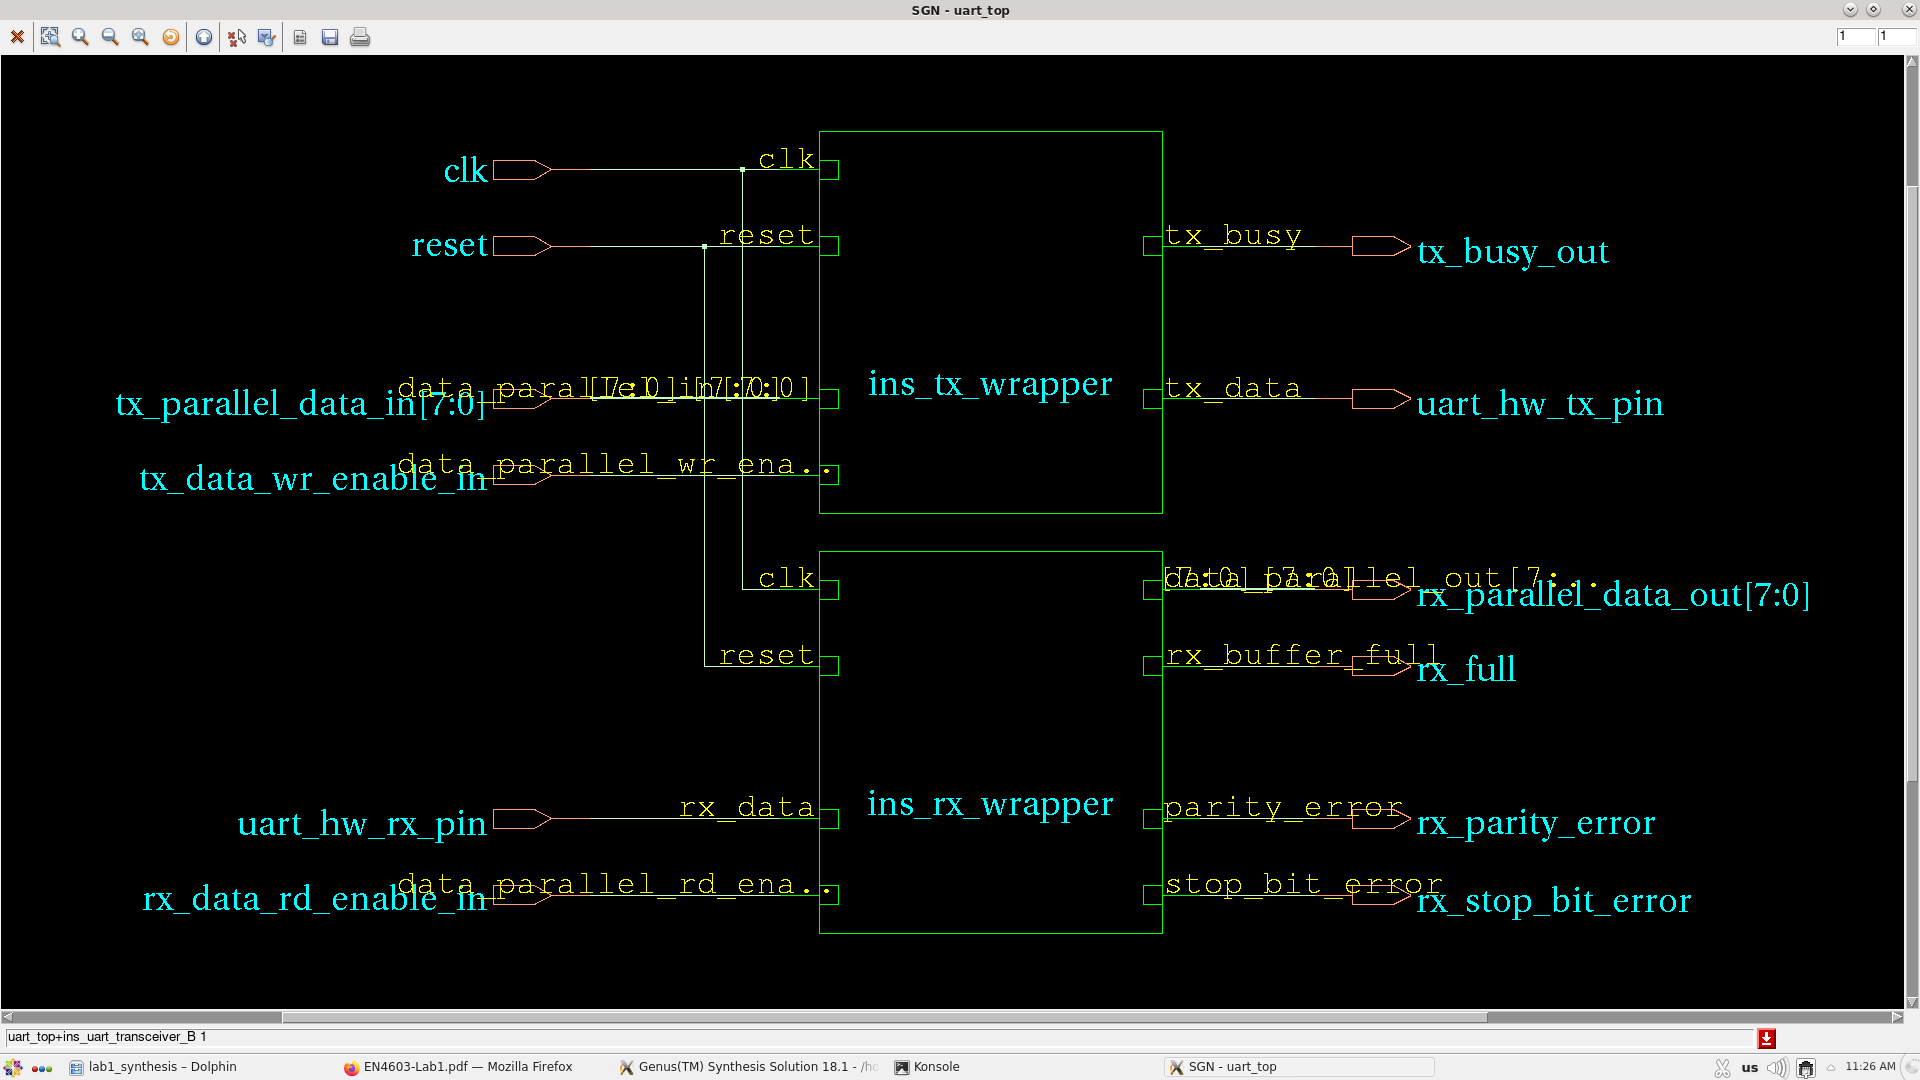 SGN - uart_top
1 1
clk clk
reset reset tx_busy tx_busy_out
tx_parallel_data_in[7:0] ins_tx_wrapper tx_data uart_hw_tx_pin
tx_data_wr_enable_in data_parallel_wr_ena..
clk data_parallel_out[7:.. rx_parallel_data_out[7:0]
reset rx_buffer_full rx_full
uart_hw_rx_pin rx_data ins_rx_wrapper parity_error rx_parity_error
rx_data_rd_enable_in data_parallel_rd_ena.. stop_bit_error rx_stop_bit_error
uart_top+ins_uart_transceiver_B 1
lab1_synthesis – Dolphin EN4603-Lab1.pdf — Mozilla Firefox Genus(TM) Synthesis Solution 18.1 - /ho Konsole SGN - uart_top us 11:26 AM